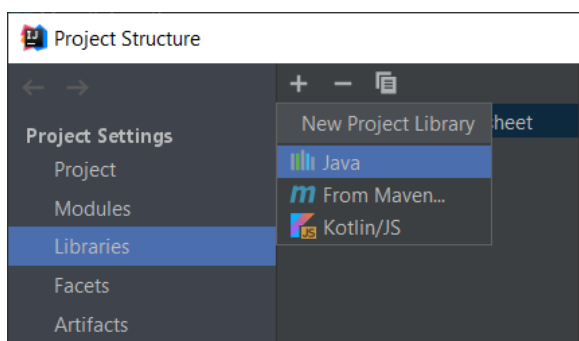 Project Structure
Project Settings
Project
Modules
Libraries
Facets
Artifacts
New Project Library
heet
Java
From Maven...
Kotlin/JS